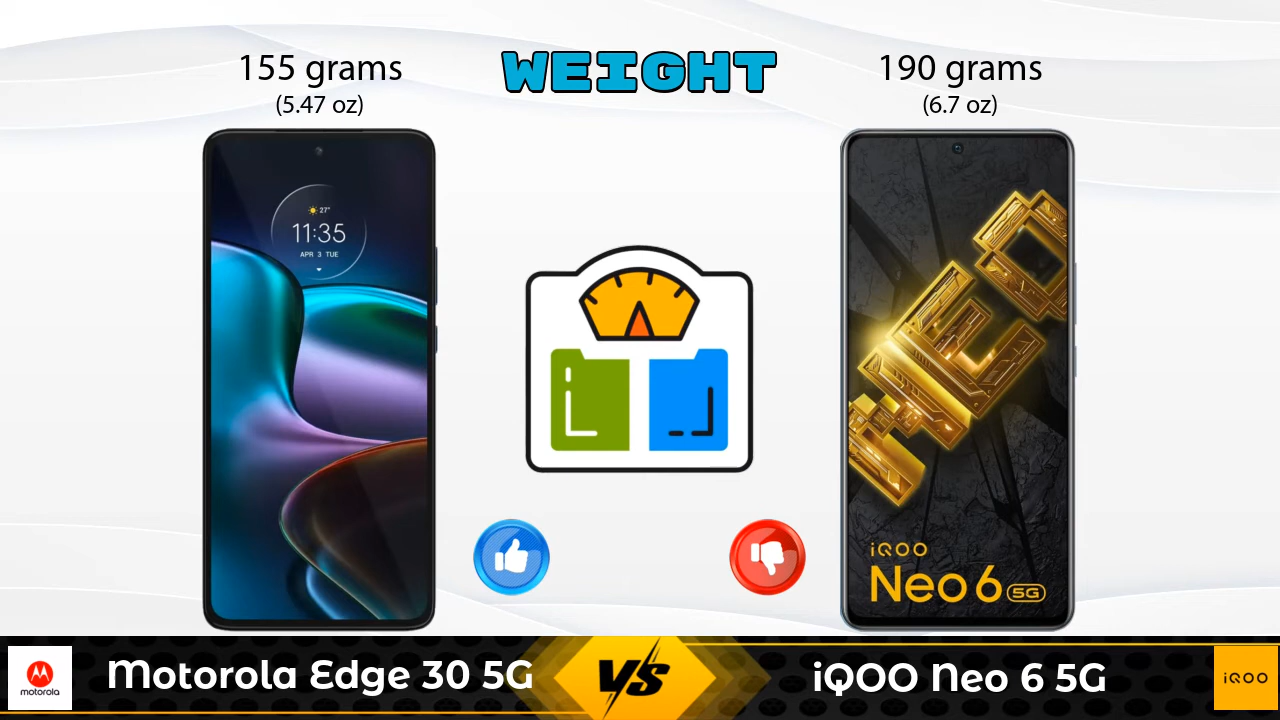 WEIGHT
155 grams
(5.47 oz)
190 grams
(6.7 oz)
27°
11:35
APR 3 TUE
NEO
iQOO
Neo 6 5G
motorola
Motorola Edge 30 5G
VS
iQOO Neo 6 5G
iQOO